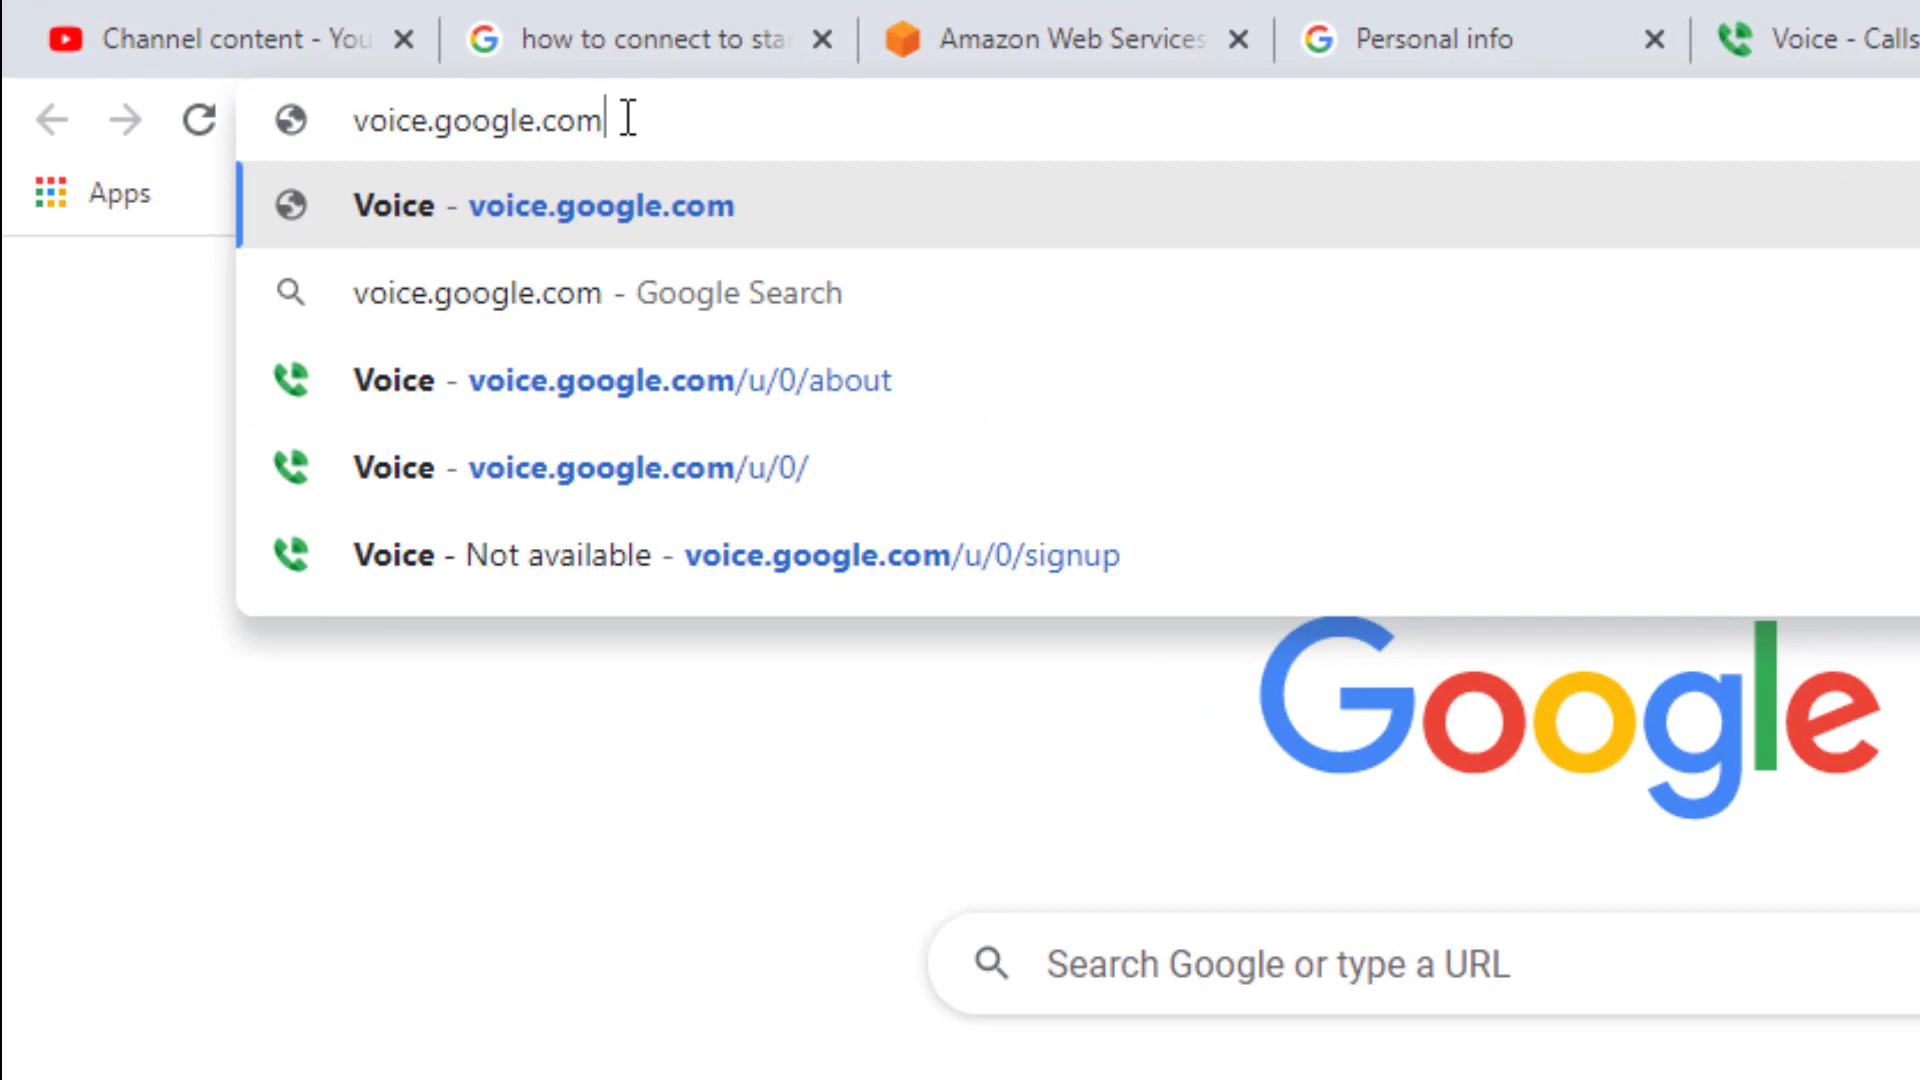 Channel content - You
how to connect to sta
Amazon Web Services
Personal info
Voice - Calls
voice.google.com
Apps
Voice - voice.google.com
voice.google.com - Google Search
Voice - voice.google.com/u/0/about
Voice - voice.google.com/u/0/
Voice - Not available - voice.google.com/u/0/signup
Google
Search Google or type a URL